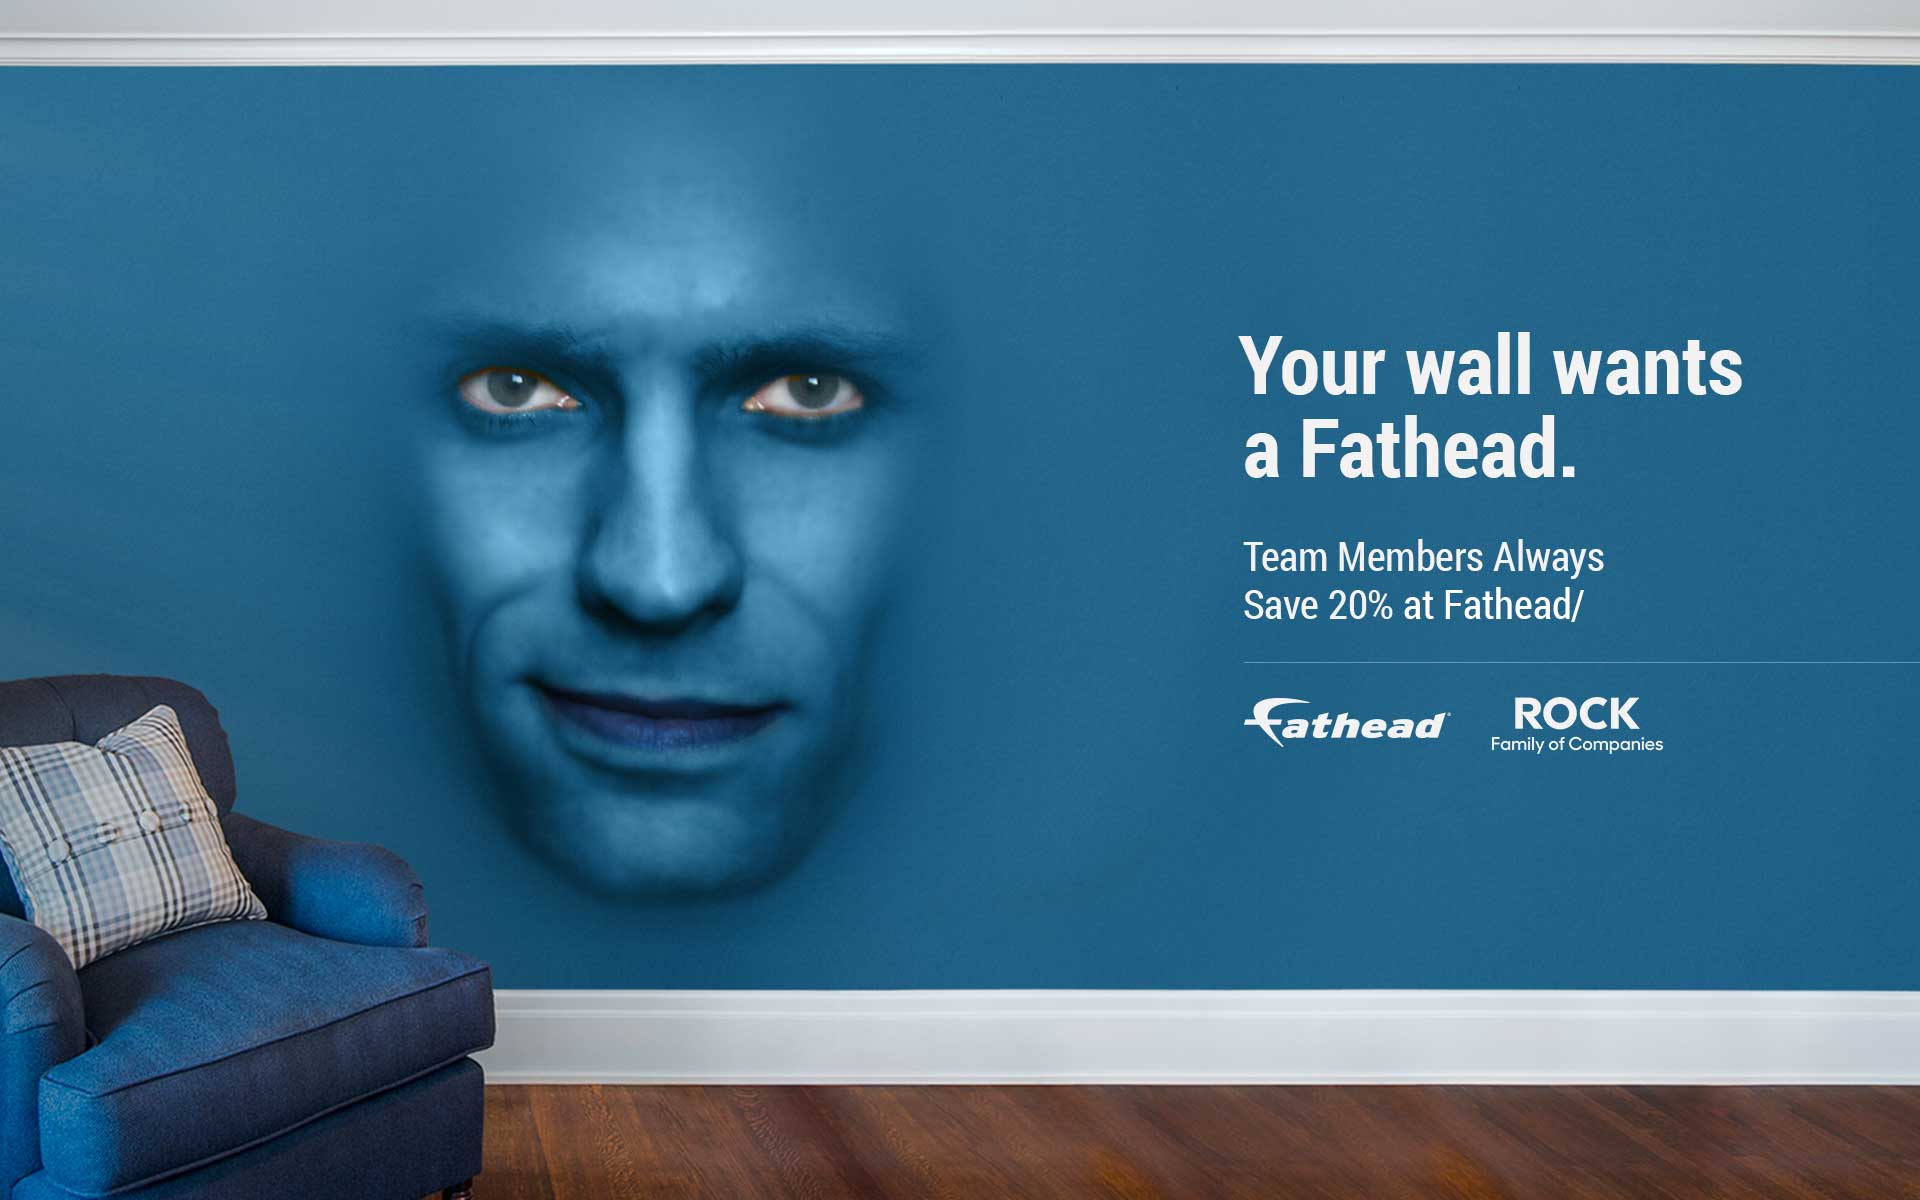 Your wall wants
a Fathead.
Team Members Always
Save 20% at Fathead/
Fathead®
ROCK
Family of Companies